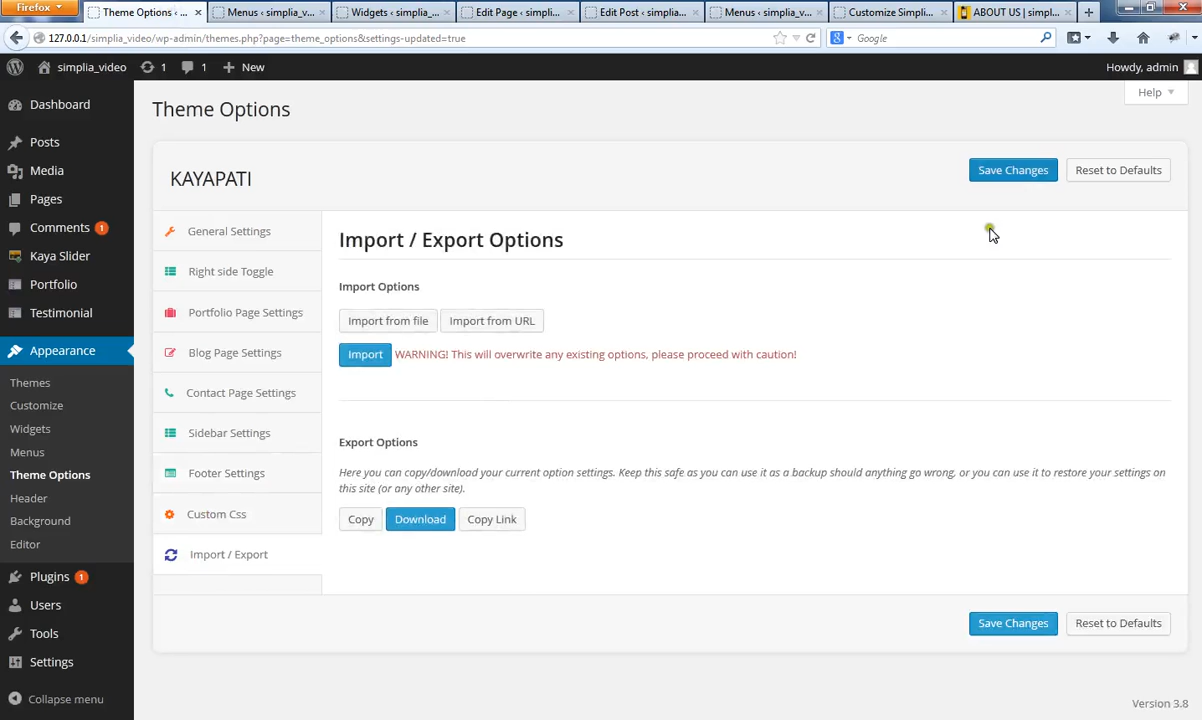 Firefox
Theme Options ‹ ...
Menus ‹ simplia_video...
Widgets ‹ simplia_...
Edit Page ‹ simplia...
Edit Post ‹ simplia...
Menus ‹ simplia_v...
Customize Simpli...
ABOUT US | simpl...
127.0.0.1/simplia_video/wp-admin/themes.php?page=theme_options&settings-updated=true
Google
simplia_video
1
1
New
Howdy, admin
Dashboard
Posts
Media
Pages
Comments 1
Kaya Slider
Portfolio
Testimonial
Appearance
Themes
Customize
Widgets
Menus
Theme Options
Header
Background
Editor
Plugins 1
Users
Tools
Settings
Collapse menu
Help
Theme Options
KAYAPATI
Save Changes
Reset to Defaults
General Settings
Right side Toggle
Portfolio Page Settings
Blog Page Settings
Contact Page Settings
Sidebar Settings
Footer Settings
Custom Css
Import / Export
Import / Export Options
Import Options
Import from file
Import from URL
Import
WARNING! This will overwrite any existing options, please proceed with caution!
Export Options
Here you can copy/download your current option settings. Keep this safe as you can use it as a backup should anything go wrong, or you can use it to restore your settings on
this site (or any other site).
Copy
Download
Copy Link
Save Changes
Reset to Defaults
Version 3.8